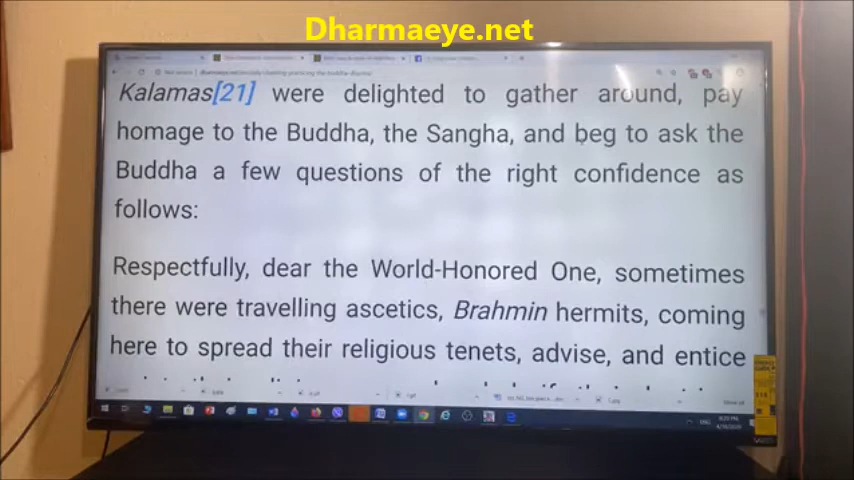 Dharmaeye.net
Kalamas[21] were delighted to gather around, pay
homage to the Buddha, the Sangha, and beg to ask the
Buddha a few questions of the right confidence as
follows:
Respectfully, dear the World-Honored One, sometimes
there were travelling ascetics, Brahmin hermits, coming
here to spread their religious tenets, advise, and entice